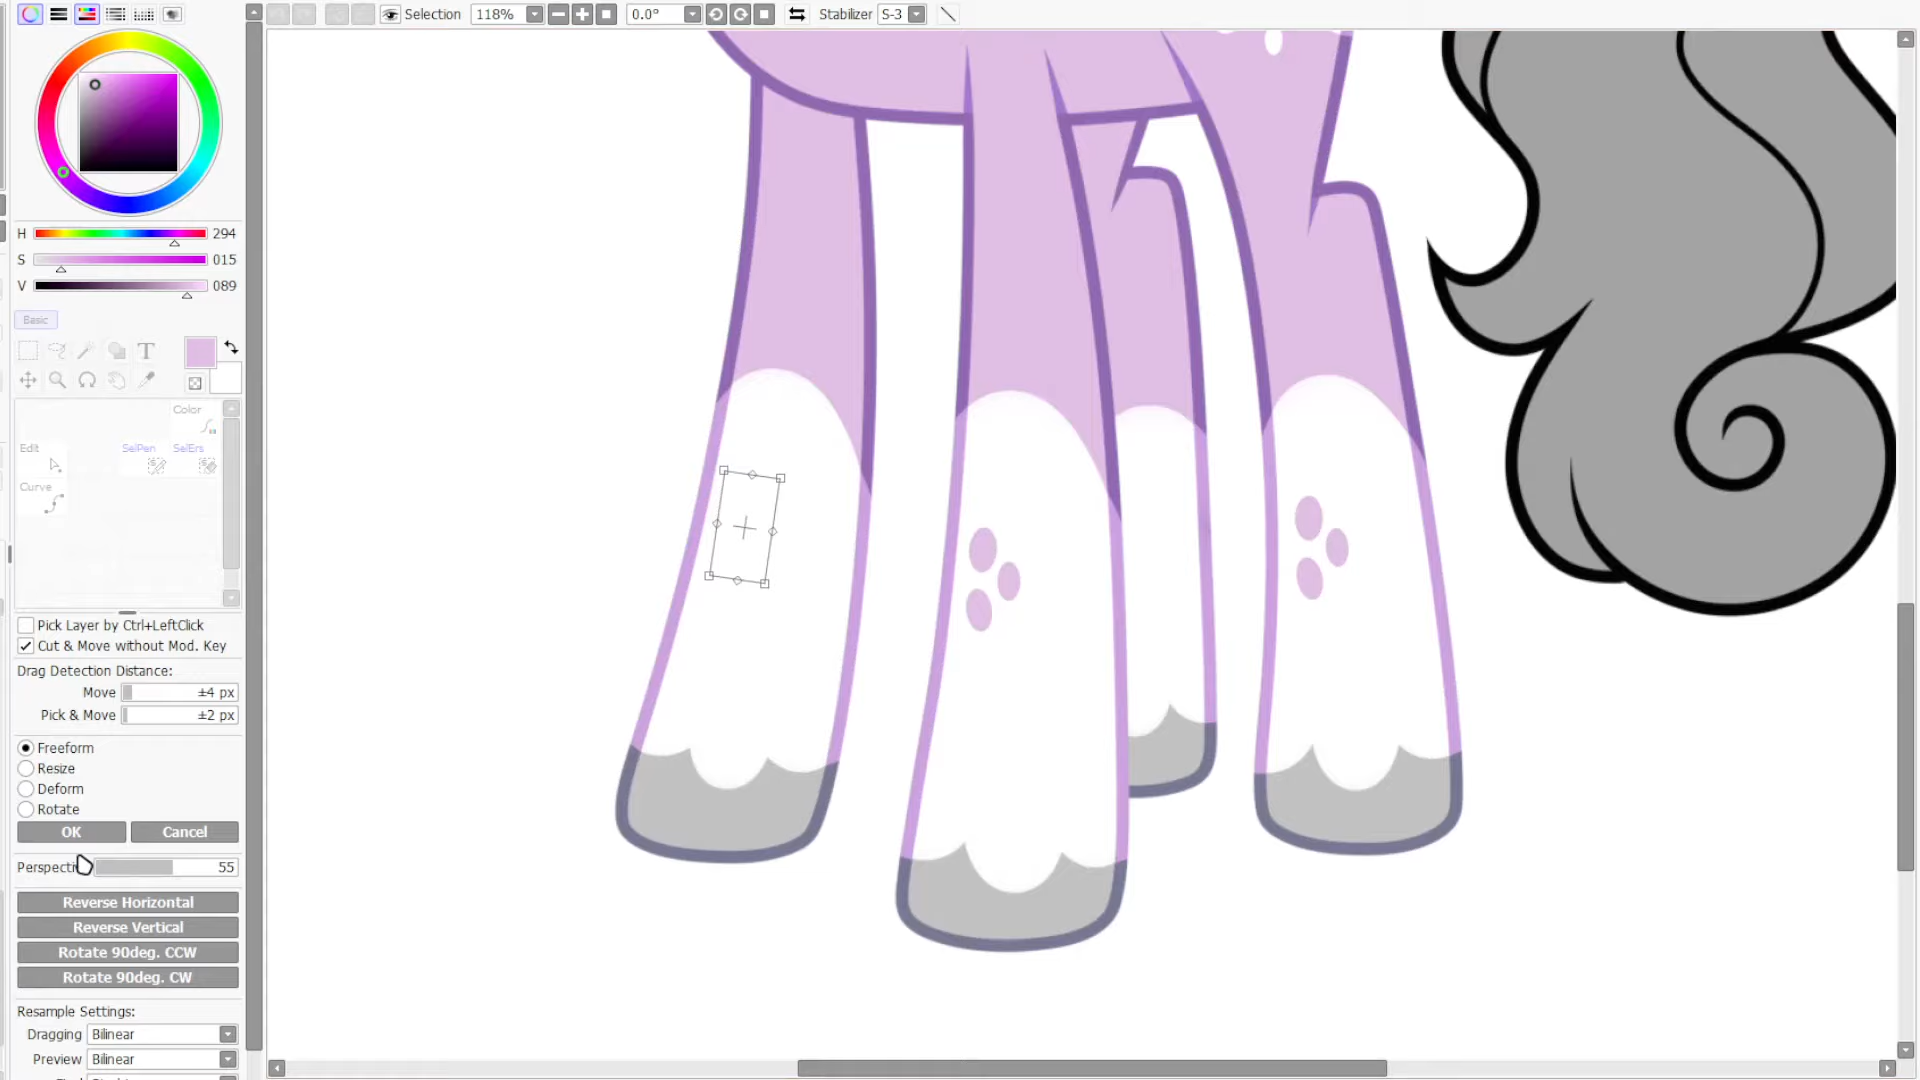 Selection 118% 0.0° Stabilizer S-3
H 294
S 015
V 089
Basic
T
Color
Edit SelPen SelErs
Curve
Pick Layer by Ctrl+LeftClick
Cut & Move without Mod. Key
Drag Detection Distance:
Move ±4 px
Pick & Move ±2 px
Freeform
Resize
Deform
Rotate
OK Cancel
55
Reverse Horizontal
Reverse Vertical
Rotate 90deg. CCW
Rotate 90deg. CW
Resample Settings:
Dragging Bilinear
Preview Bilinear